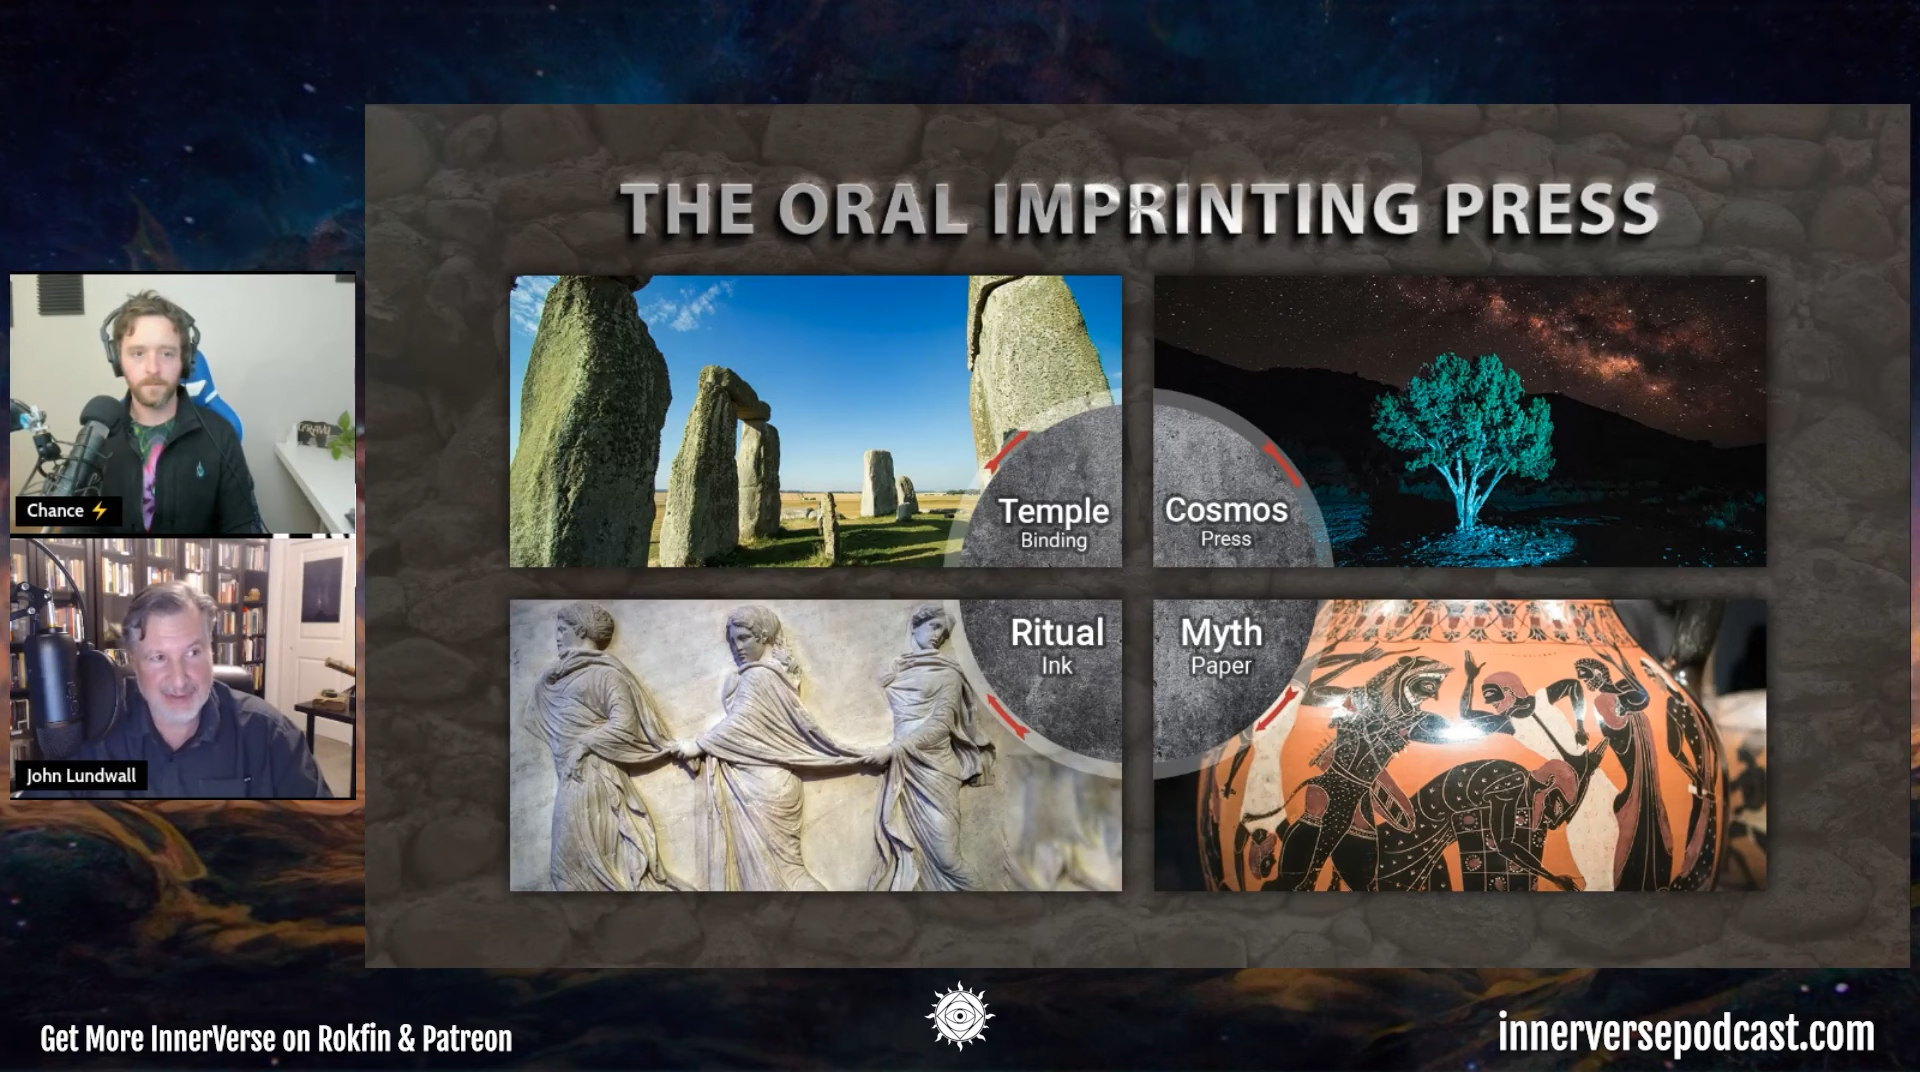 THE ORAL IMPRINTING PRESS
Temple
Binding
Cosmos
Press
Ritual
Ink
Myth
Paper
Chance ⚡
John Lundwall
Get More InnerVerse on Rokfin & Patreon
innerversepodcast.com